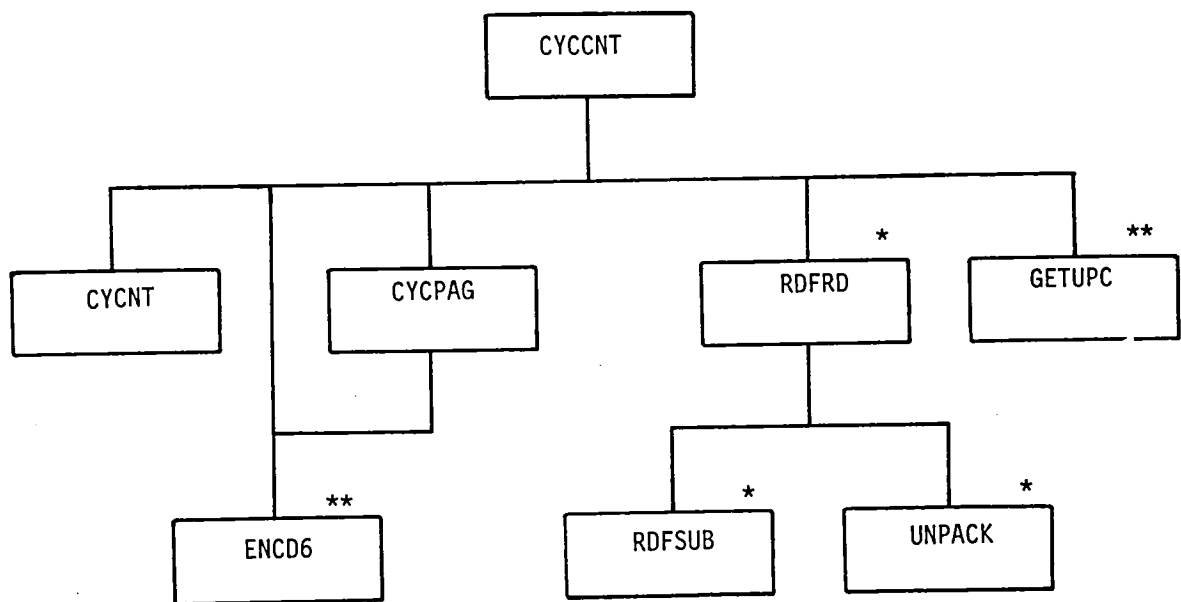 CYCCNT
*
**
CYCNT
CYCPAG
RDFRD
GETUPC
**
*
*
ENCD6
RDFSUB
UNPACK